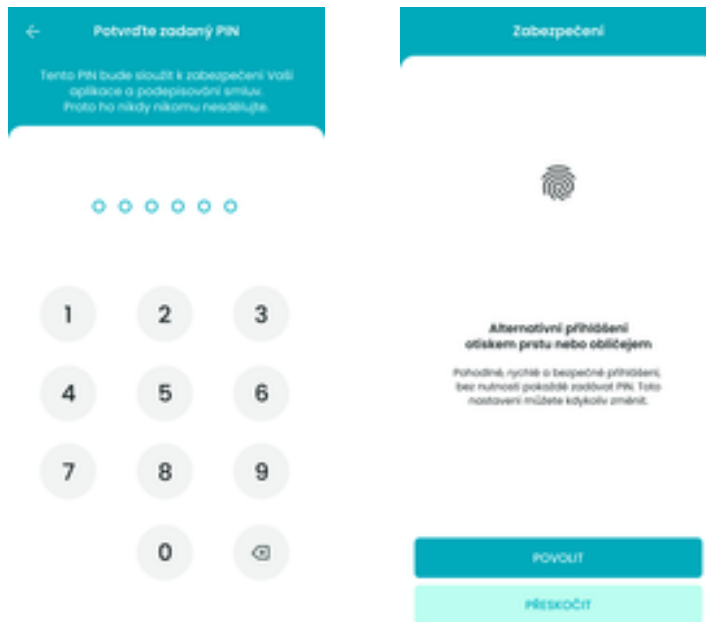 Potvrďte zadaný PIN
Tento PIN bude sloužit k zabezpečení Vaší
aplikace a podepisování smluv.
Proto ho nikdy nikomu nesdělujte.
1 2 3
4 5 6
7 8 9
0
Zabezpečení
Alternativní přihlášení
otiskem prstu nebo obličejem
Pohodlné, rychlé a bezpečné přihlášení,
bez nutnosti pokaždé zadávat PIN. Toto
nastavení můžete kdykoliv změnit.
POVOLIT
PŘESKOČIT